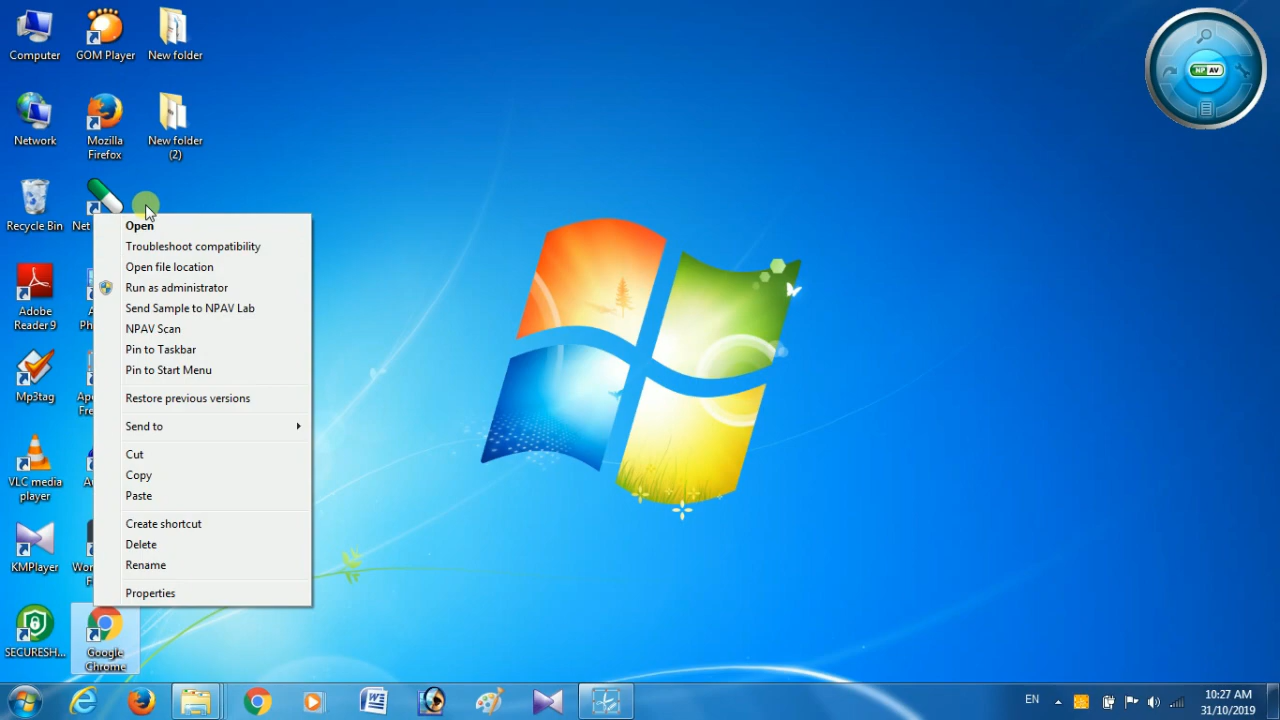 Computer
GOM Player
New folder
Network
Mozilla
Firefox
New folder
(2)
Recycle Bin
Net
Adobe
Reader 9
Mp3tag
VLC media
player
KMPlayer
SECURESH...
Google
Chrome
Open
Troubleshoot compatibility
Open file location
Run as administrator
Send Sample to NPAV Lab
NPAV Scan
Pin to Taskbar
Pin to Start Menu
Restore previous versions
Send to
Cut
Copy
Paste
Create shortcut
Delete
Rename
Properties
NP AV
EN
10:27 AM
31/10/2019